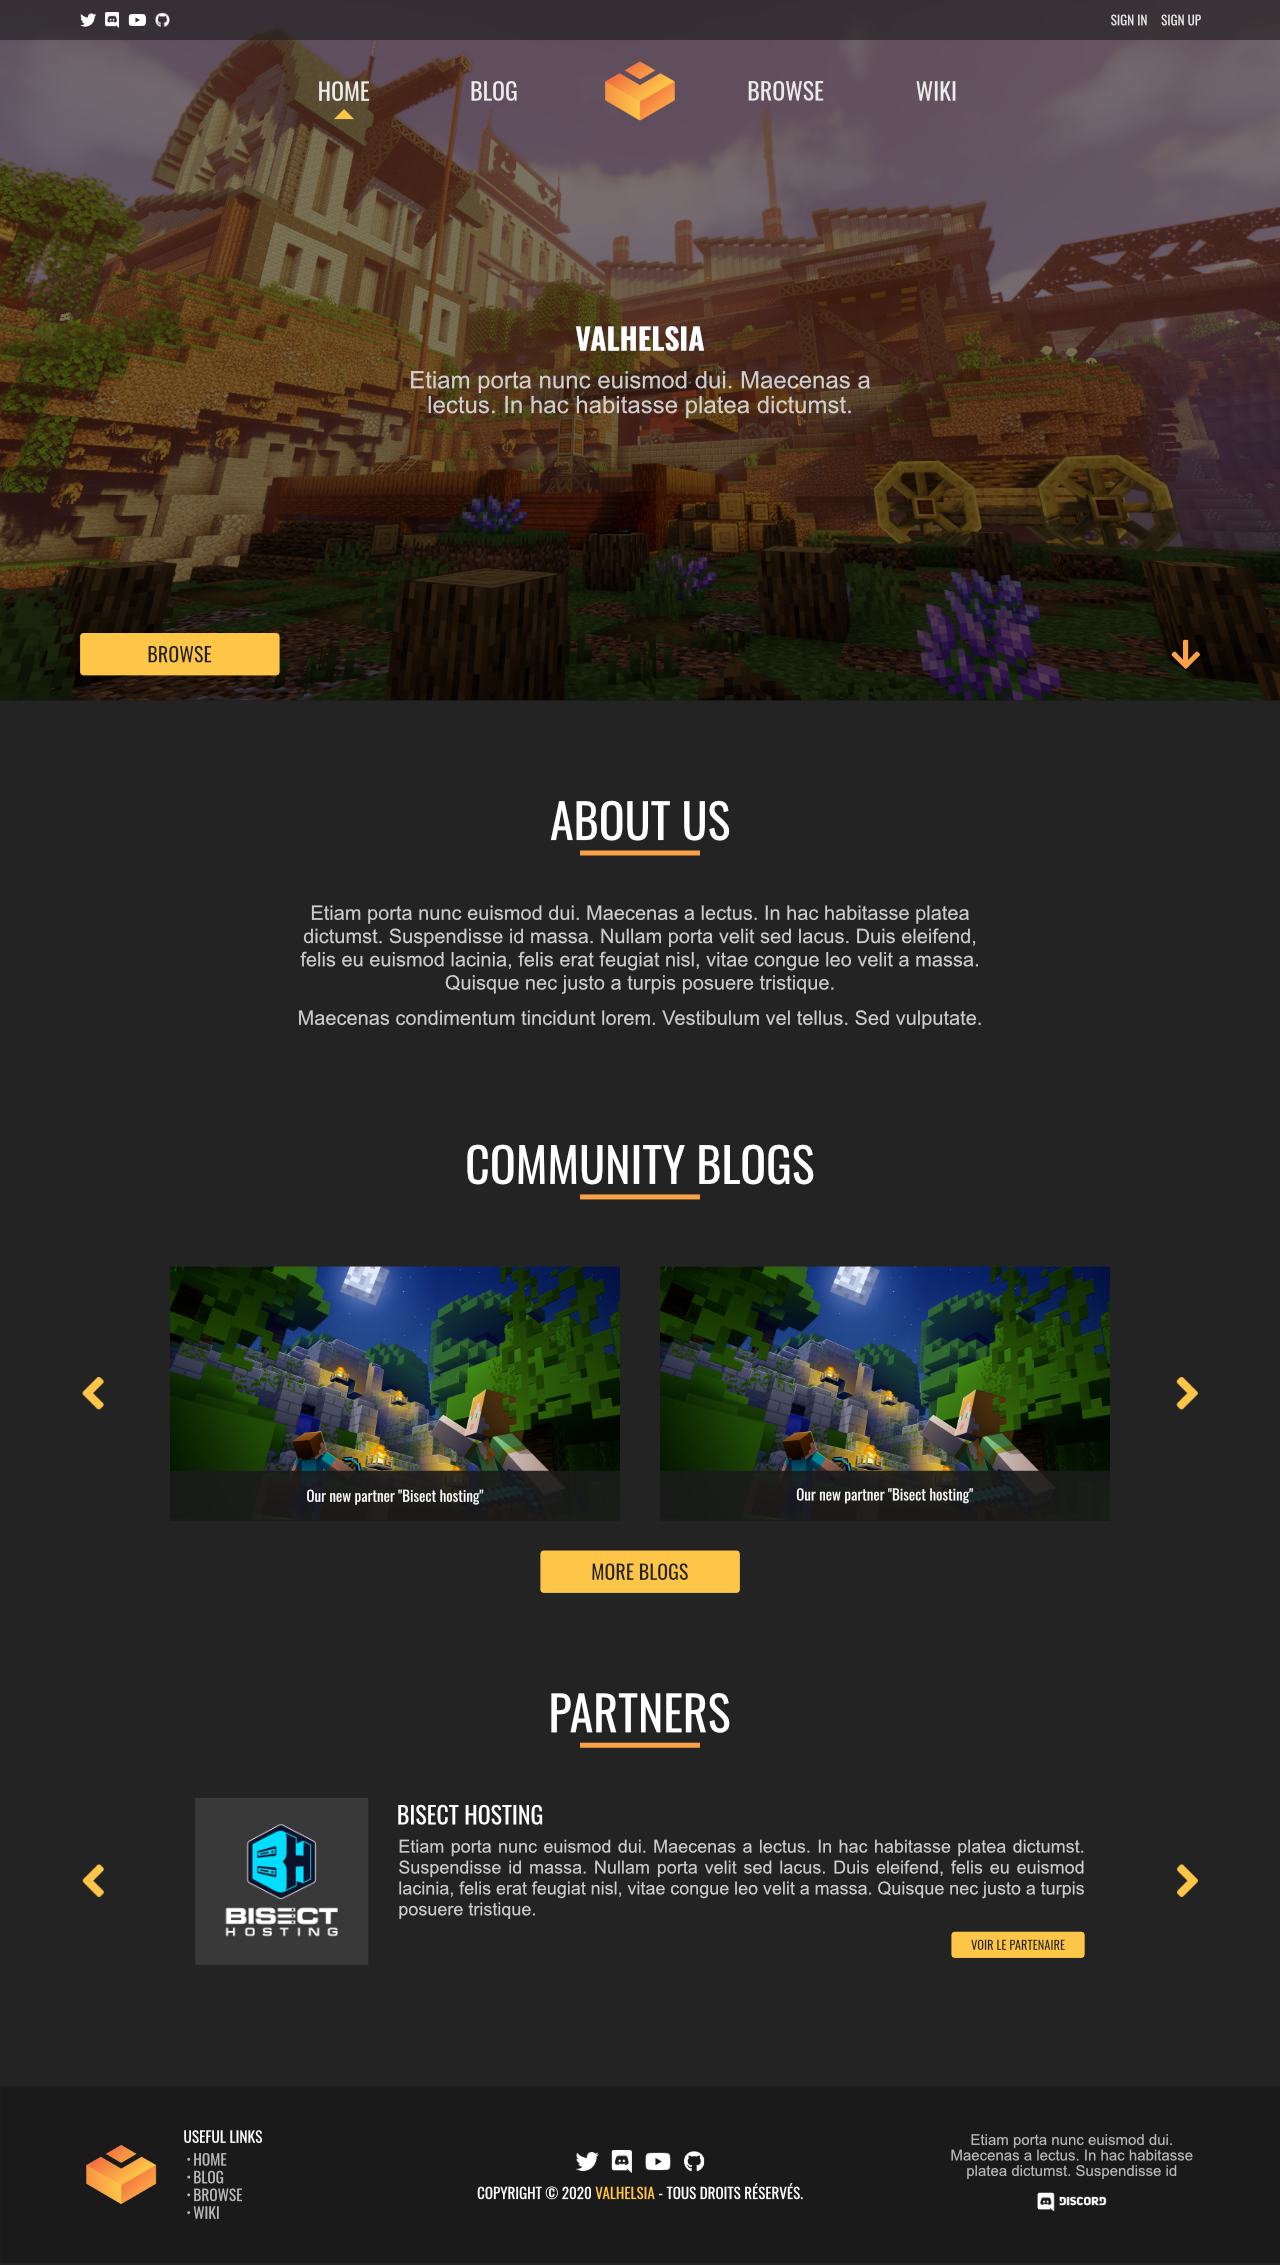 SIGN IN SIGN UP
HOME BLOG BROWSE WIKI
VALHELSIA
Etiam porta nunc euismod dui. Maecenas a
lectus. In hac habitasse platea dictumst.
BROWSE
ABOUT US
Etiam porta nunc euismod dui. Maecenas a lectus. In hac habitasse platea
dictumst. Suspendisse id massa. Nullam porta velit sed lacus. Duis eleifend,
felis eu euismod lacinia, felis erat feugiat nisl, vitae congue leo velit a massa.
Quisque nec justo a turpis posuere tristique.
Maecenas condimentum tincidunt lorem. Vestibulum vel tellus. Sed vulputate.
COMMUNITY BLOGS
Our new partner "Bisect hosting"
Our new partner "Bisect hosting"
MORE BLOGS
PARTNERS
BH
BISECT
HOSTING
BISECT HOSTING
Etiam porta nunc euismod dui. Maecenas a lectus. In hac habitasse platea dictumst.
Suspendisse id massa. Nullam porta velit sed lacus. Duis eleifend, felis eu euismod
lacinia, felis erat feugiat nisl, vitae congue leo velit a massa. Quisque nec justo a turpis
posuere tristique.
VOIR LE PARTENAIRE
USEFUL LINKS
· HOME
· BLOG
· BROWSE
· WIKI
COPYRIGHT © 2020 VALHELSIA - TOUS DROITS RÉSERVÉS.
Etiam porta nunc euismod dui.
Maecenas a lectus. In hac habitasse
platea dictumst. Suspendisse id
DISCORD